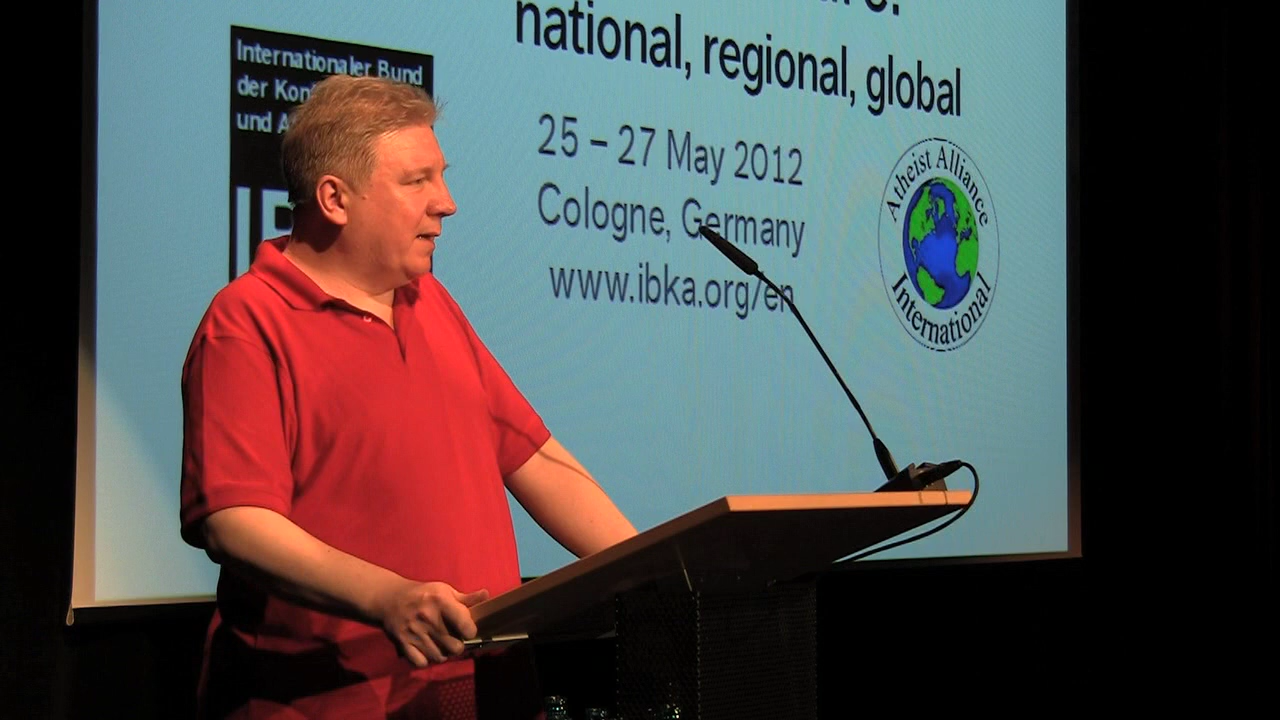 national, regional, global
Internationaler Bund
der
und
25 – 27 May 2012
Cologne, Germany
www.ibka.org/en
Atheist Alliance
International